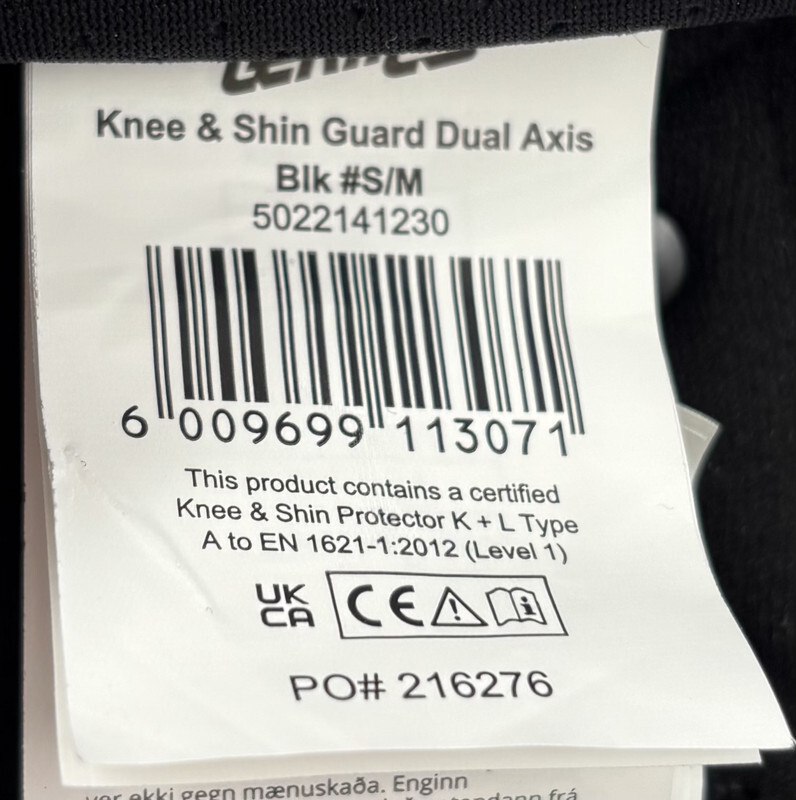 Knee & Shin Guard Dual Axis
Blk #S/M
5022141230
6 009699 113071
This product contains a certified
Knee & Shin Protector K + L Type
A to EN 1621-1:2012 (Level 1)
UK
CA CE
PO# 216276
ekki gegn mænuskaða. Enginn
frá